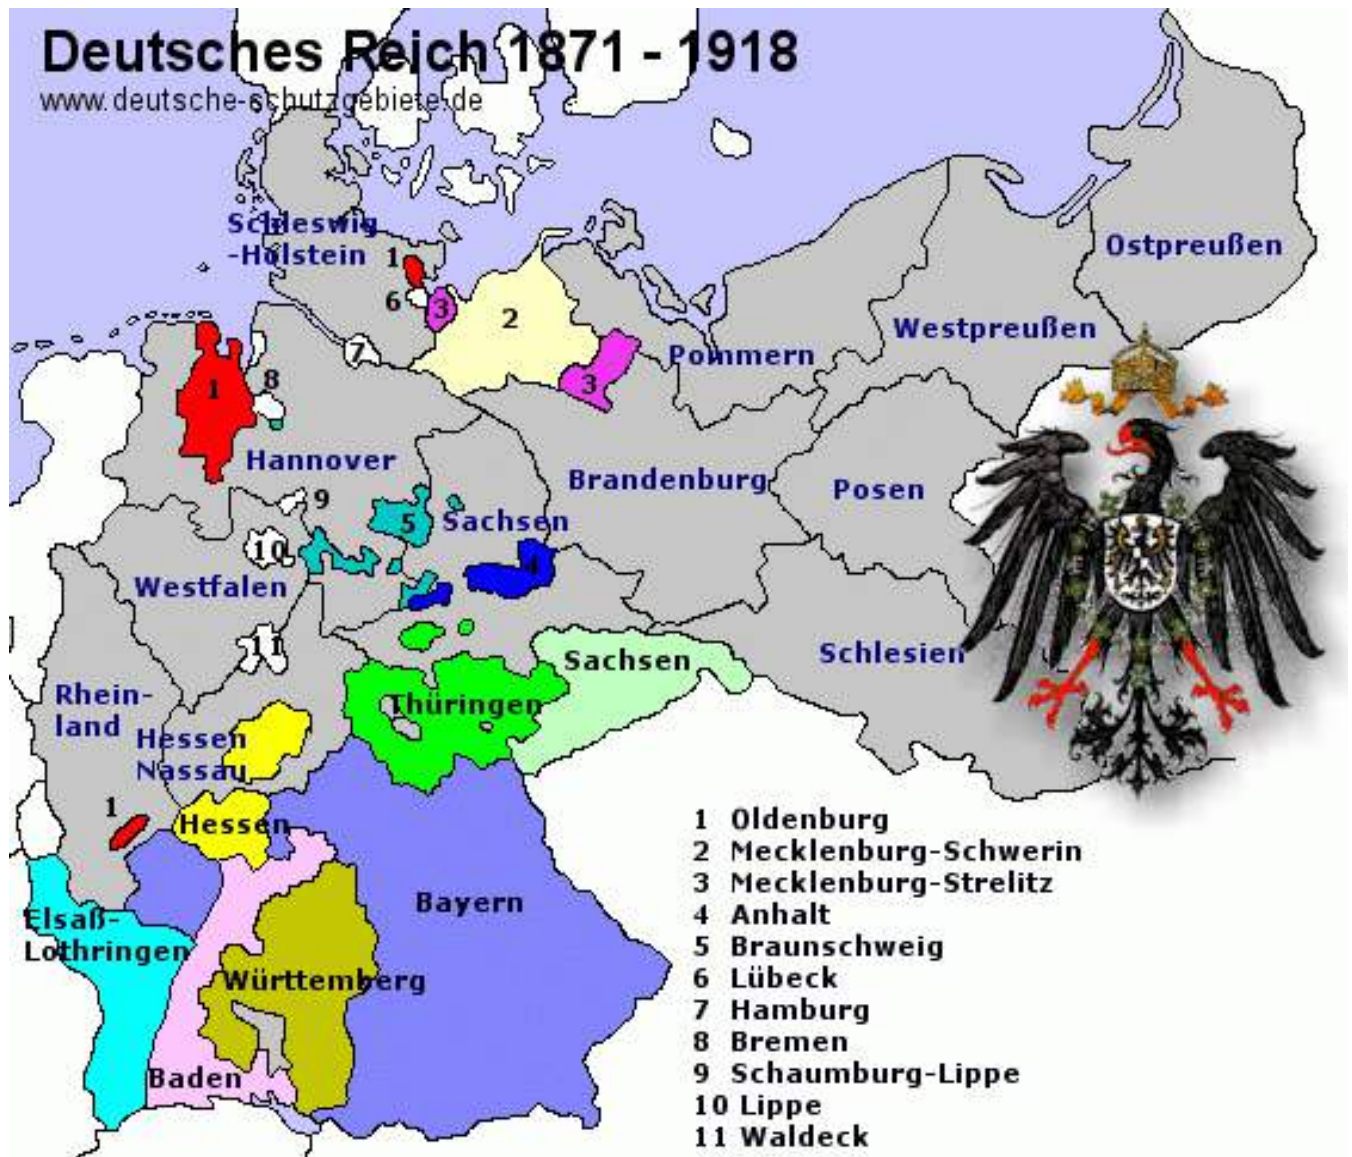 Deutsches Reich 1871 - 1918
www.deutsche-schutzgebiete.de
Schleswig
-Holstein
1
6
3
2
Ostpreußen
Westpreußen
7
Pommern
1
8
3
Hannover
Brandenburg
Posen
9
5
Sachsen
10
4
Westfalen
11
Sachsen
Schlesien
Rhein-
land
Thüringen
Hessen
Nassau
1
Hessen
Elsaß-
Lothringen
Bayern
Württemberg
Baden
1 Oldenburg
2 Mecklenburg-Schwerin
3 Mecklenburg-Strelitz
4 Anhalt
5 Braunschweig
6 Lübeck
7 Hamburg
8 Bremen
9 Schaumburg-Lippe
10 Lippe
11 Waldeck